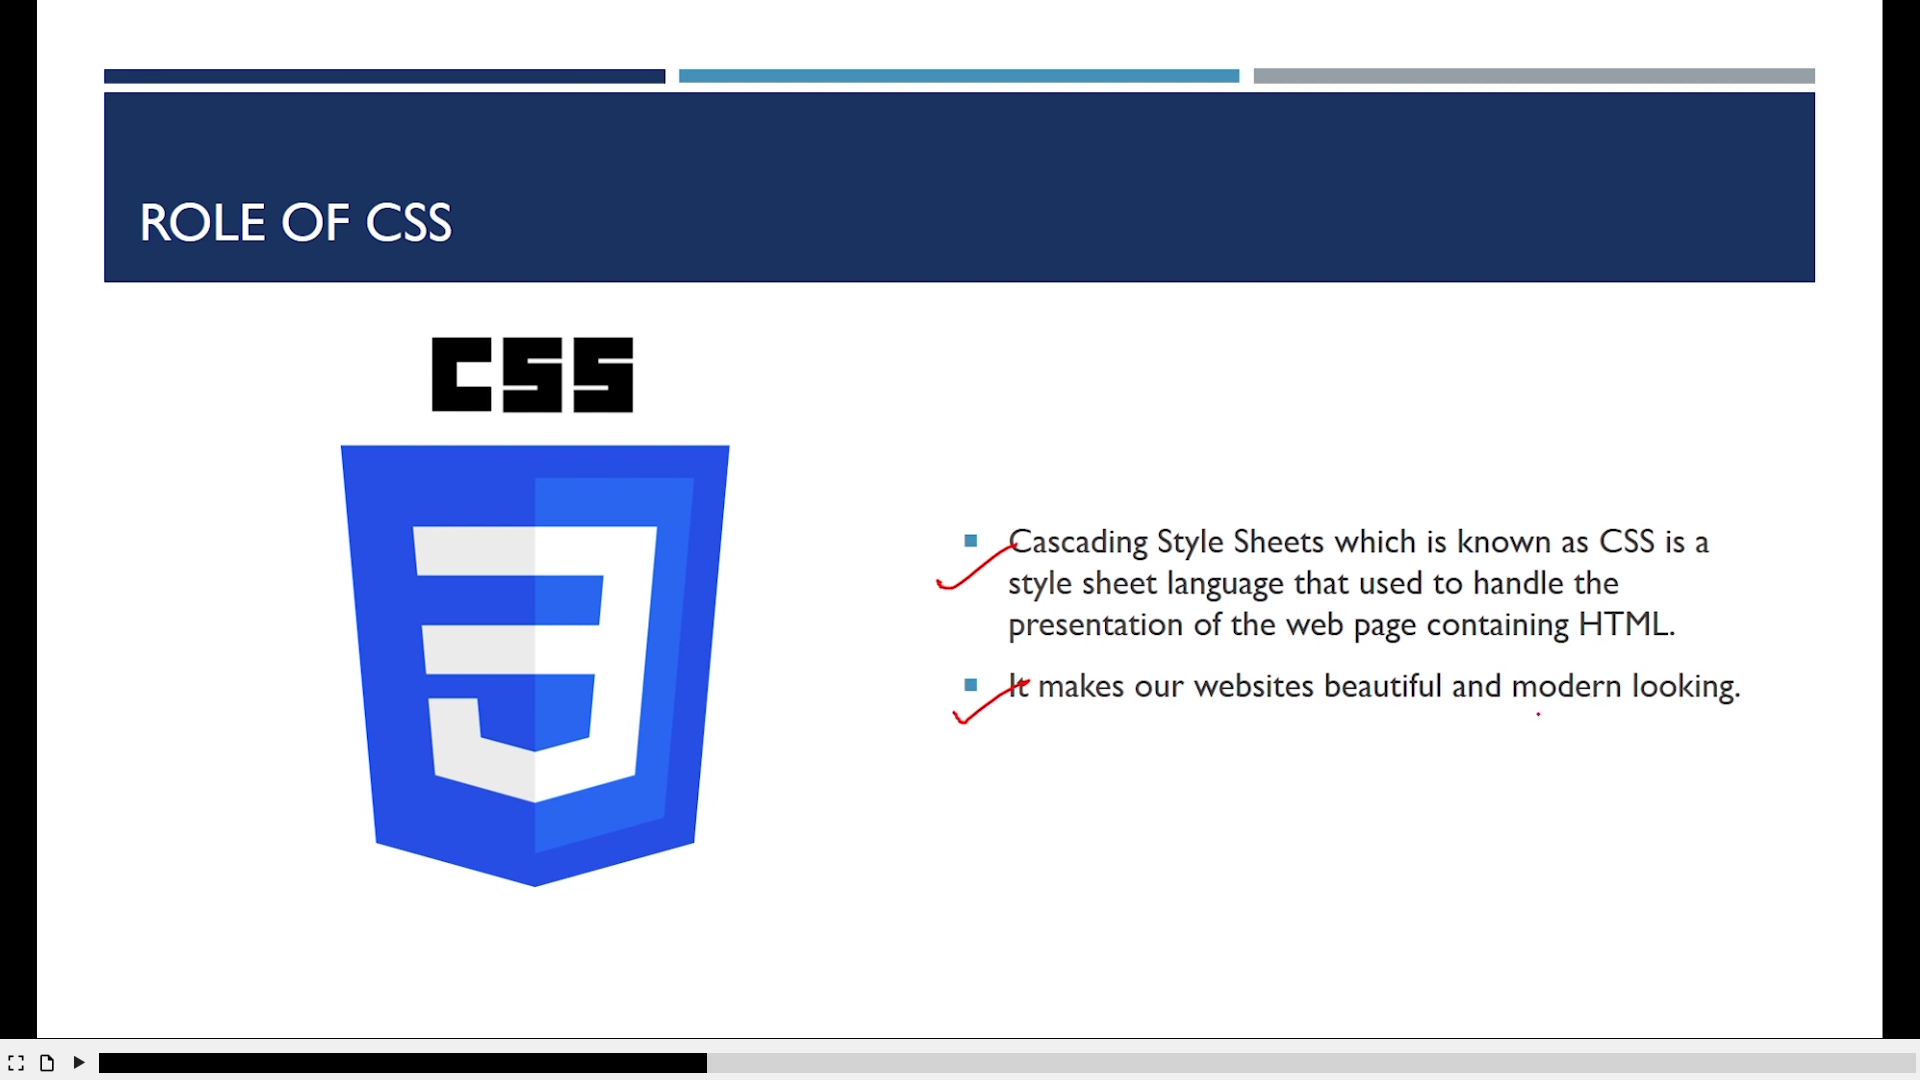 ROLE OF CSS
CSS
Cascading Style Sheets which is known as CSS is a
style sheet language that used to handle the
presentation of the web page containing HTML.
It makes our websites beautiful and modern looking.